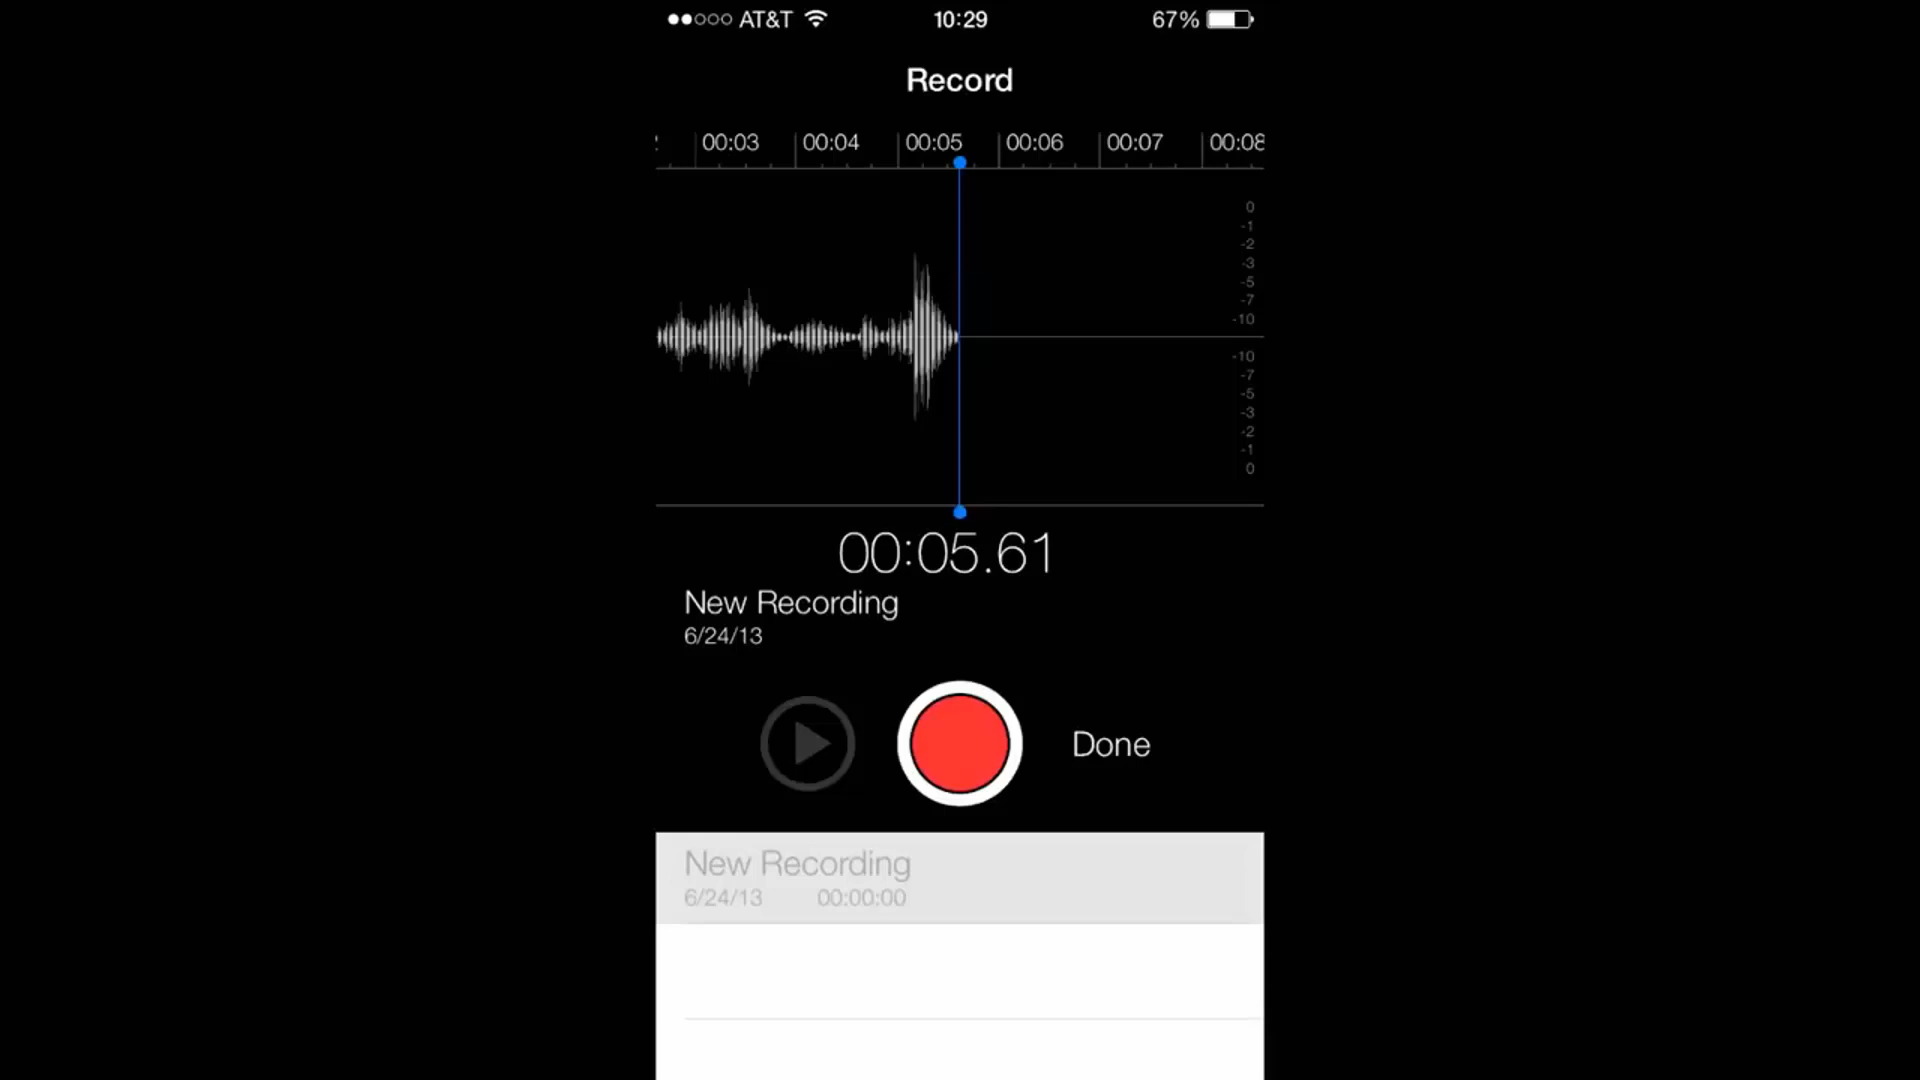 AT&T 10:29 67%
Record
00:03 00:04 00:05 00:06 00:07 00:08
0
-1
-2
-3
-5
-7
-10
-10
-7
-5
-3
-2
-1
0
00:05.61
New Recording
6/24/13
Done
New Recording
6/24/13 00:00:00